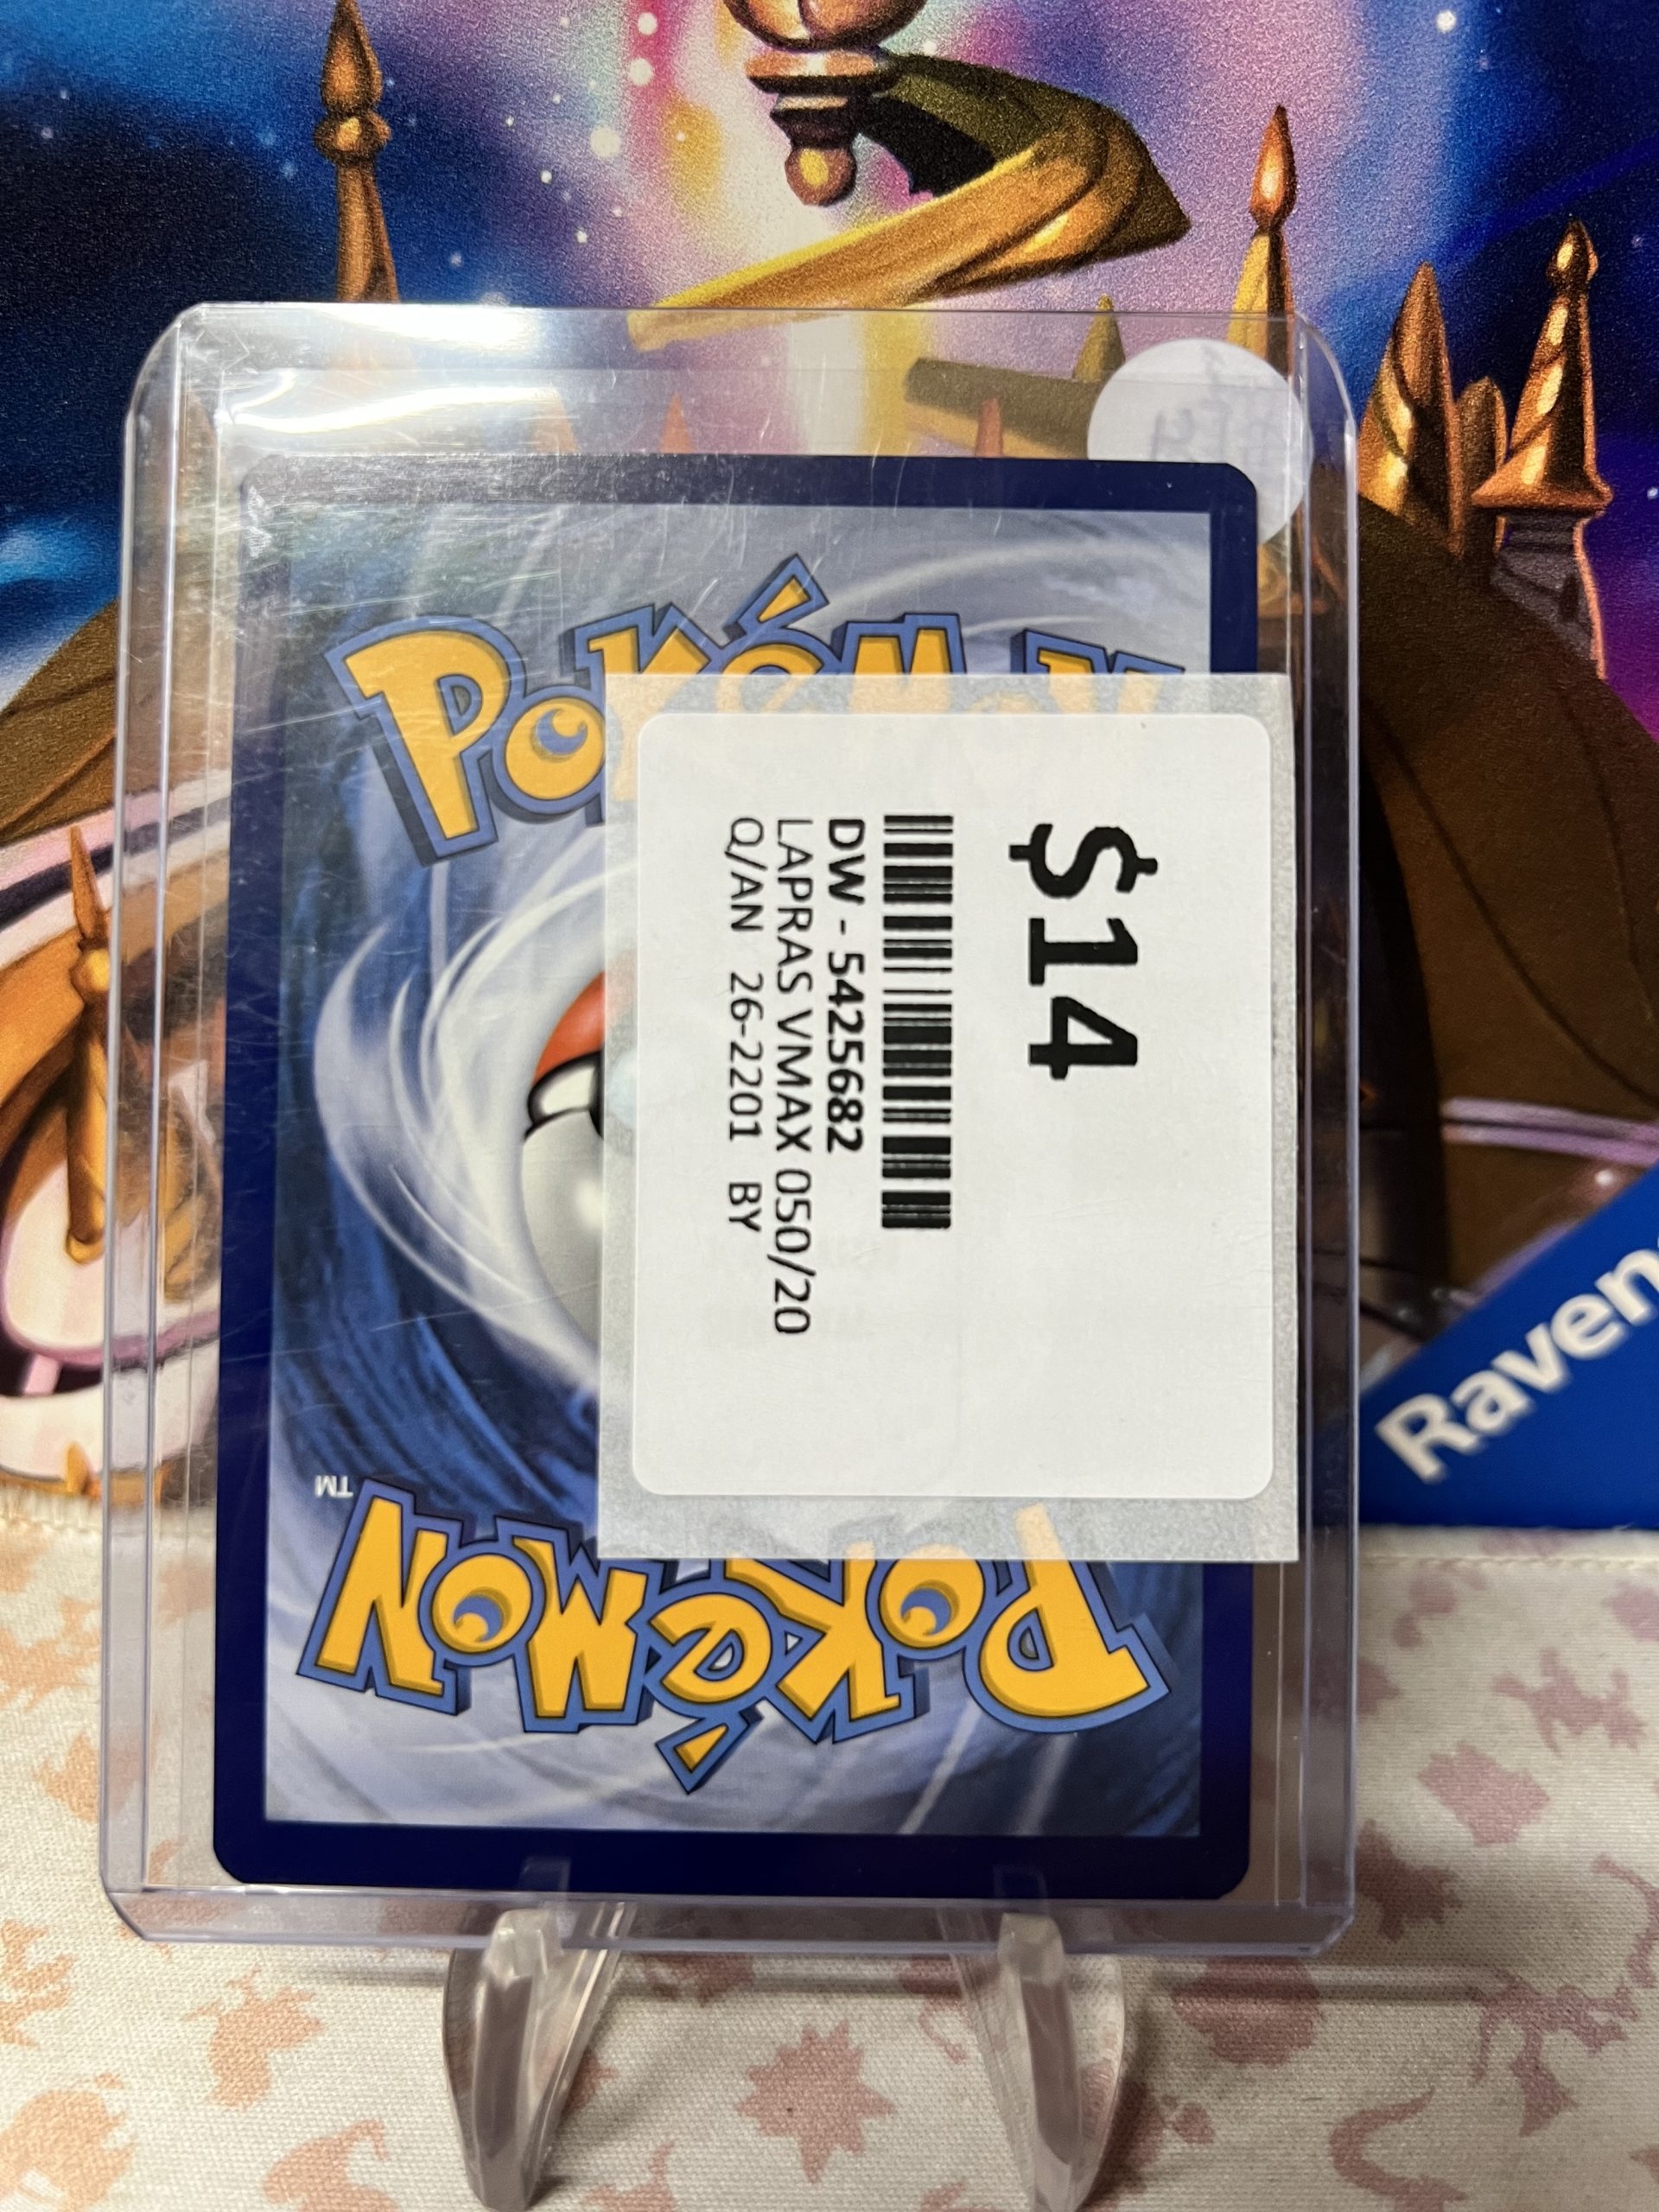 POKéMON
$14
DW - 5425682
LAPRAS VMAX 050/20
Q/AN 26-2201 BY
Raven
TM
POKéMON